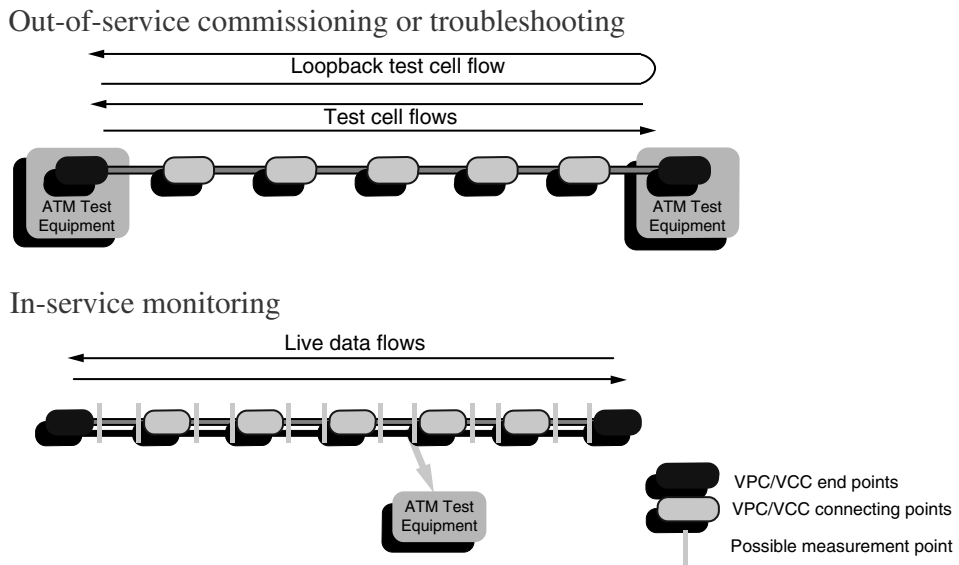 Out-of-service commissioning or troubleshooting
Loopback test cell flow
Test cell flows
ATM Test
Equipment
ATM Test
Equipment
In-service monitoring
Live data flows
ATM Test
Equipment
VPC/VCC end points
VPC/VCC connecting points
Possible measurement point